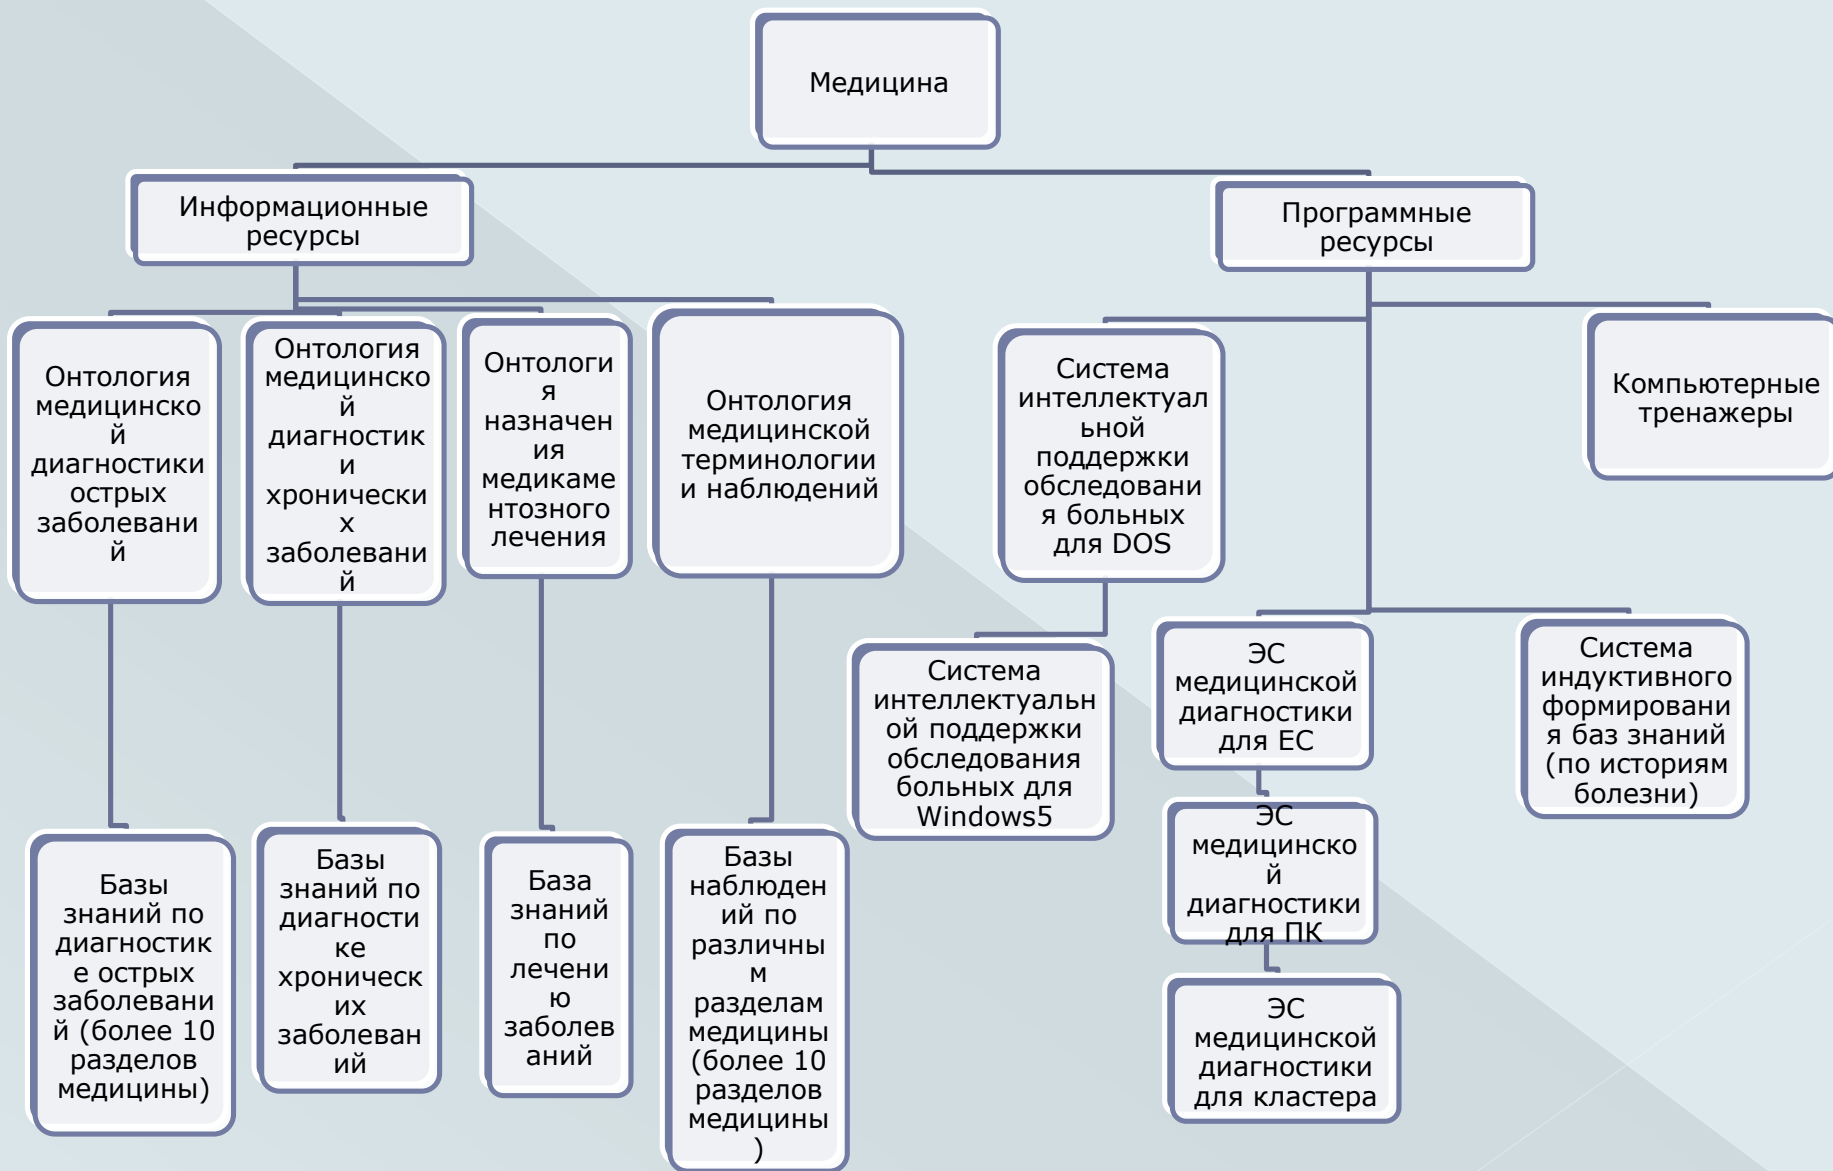 Медицина
Информационные
ресурсы
Программные
ресурсы
Онтология
медицинско
й
диагностики
острых
заболевани
й
Онтология
медицинско
й
диагностик
и
хронически
х
заболевани
й
Онтологи
я
назначен
ия
медикаме
нтозного
лечения
Онтология
медицинской
терминологии
и наблюдений
Система
интеллектуал
ьной
поддержки
обследовани
я больных
для DOS
Компьютерные
тренажеры
Система
интеллектуальн
ой поддержки
обследования
больных для
Windows5
ЭС
медицинской
диагностики
для ЕС
Система
индуктивного
формировани
я баз знаний
(по историям
болезни)
ЭС
медицинско
й
диагностики
для ПК
ЭС
медицинской
диагностики
для кластера
Базы
знаний по
диагностик
е острых
заболевани
й (более 10
разделов
медицины)
Базы
знаний по
диагности
ке
хроническ
их
заболеван
ий
База
знаний
по
лечени
ю
заболев
аний
Базы
наблюден
ий по
различны
м
разделам
медицины
(более 10
разделов
медицины
)